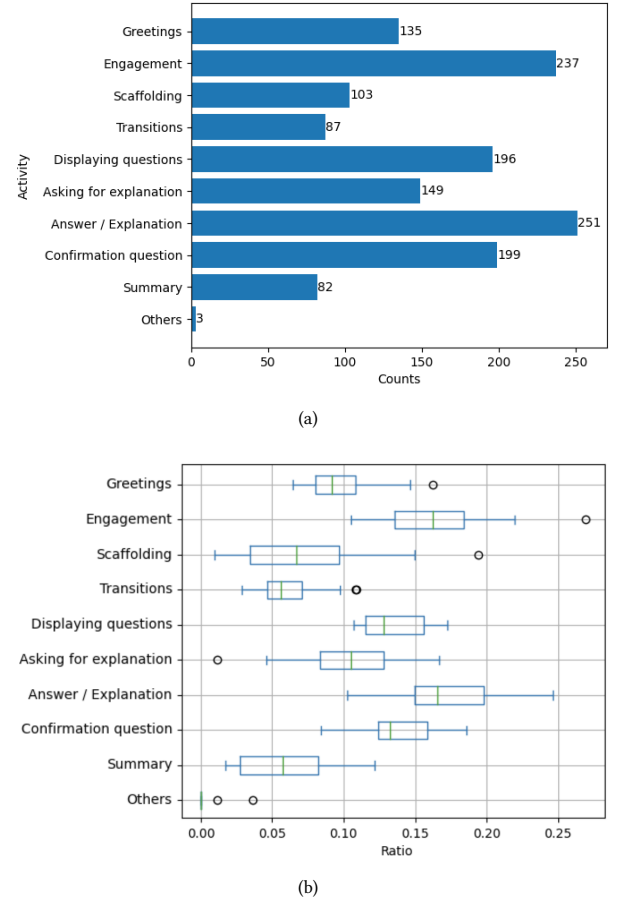 Greetings 135
Engagement 237
Scaffolding 103
Transitions 87
Displaying questions 196
Asking for explanation 149
Answer / Explanation 251
Confirmation question 199
Summary 82
Others 3
Activity
0 50 100 150 200 250
Counts
(a)
Greetings
Engagement
Scaffolding
Transitions
Displaying questions
Asking for explanation
Answer / Explanation
Confirmation question
Summary
Others
0.00 0.05 0.10 0.15 0.20 0.25
Ratio
(b)